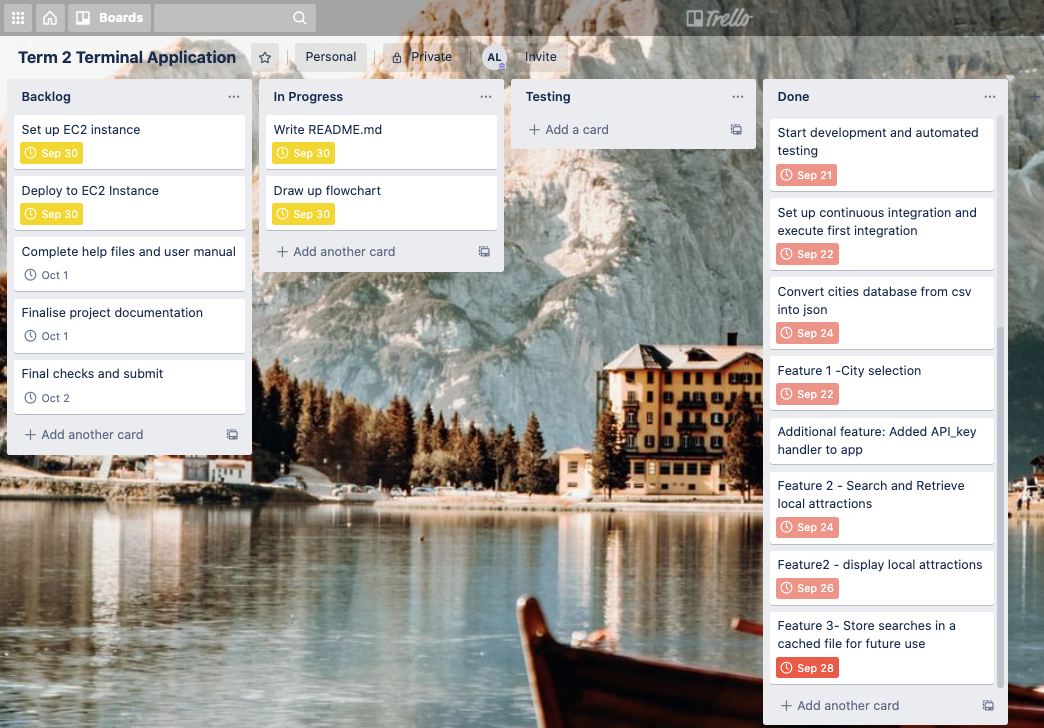 Boards
Trello
Term 2 Terminal Application
Personal
Private
AL
Invite
Backlog
Set up EC2 instance
Sep 30
Deploy to EC2 Instance
Sep 30
Complete help files and user manual
Oct 1
Finalise project documentation
Oct 1
Final checks and submit
Oct 2
Add another card
In Progress
Write README.md
Sep 30
Draw up flowchart
Sep 30
Add another card
Testing
Add a card
Done
Start development and automated
testing
Sep 21
Set up continuous integration and
execute first integration
Sep 22
Convert cities database from csv
into json
Sep 24
Feature 1 -City selection
Sep 22
Additional feature: Added API_key
handler to app
Feature 2 - Search and Retrieve
local attractions
Sep 24
Feature2 - display local attractions
Sep 26
Feature 3- Store searches in a
cached file for future use
Sep 28
Add another card